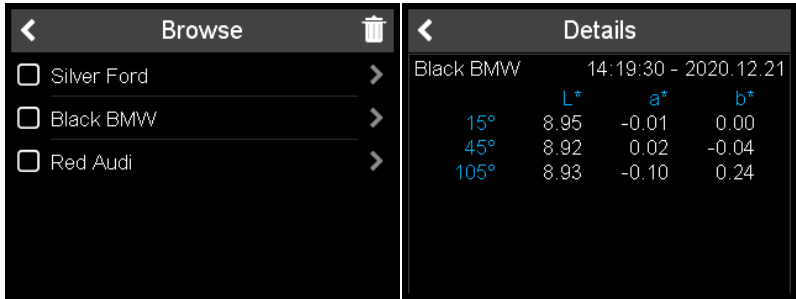 Browse
Silver Ford
Black BMW
Red Audi
Details
Black BMW 14:19:30 - 2020.12.21
L* a* b*
15° 8.95 -0.01 0.00
45° 8.92 0.02 -0.04
105° 8.93 -0.10 0.24